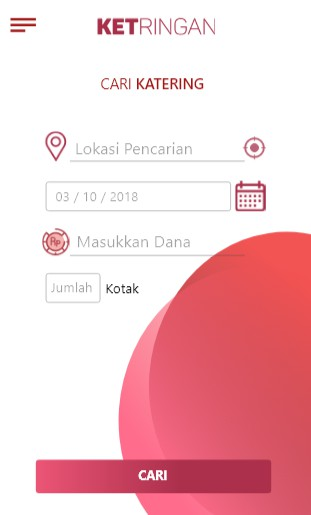 KETRINGAN
CARI KATERING
Lokasi Pencarian
03 / 10 / 2018
Rp
Masukkan Dana
Jumlah Kotak
CARI